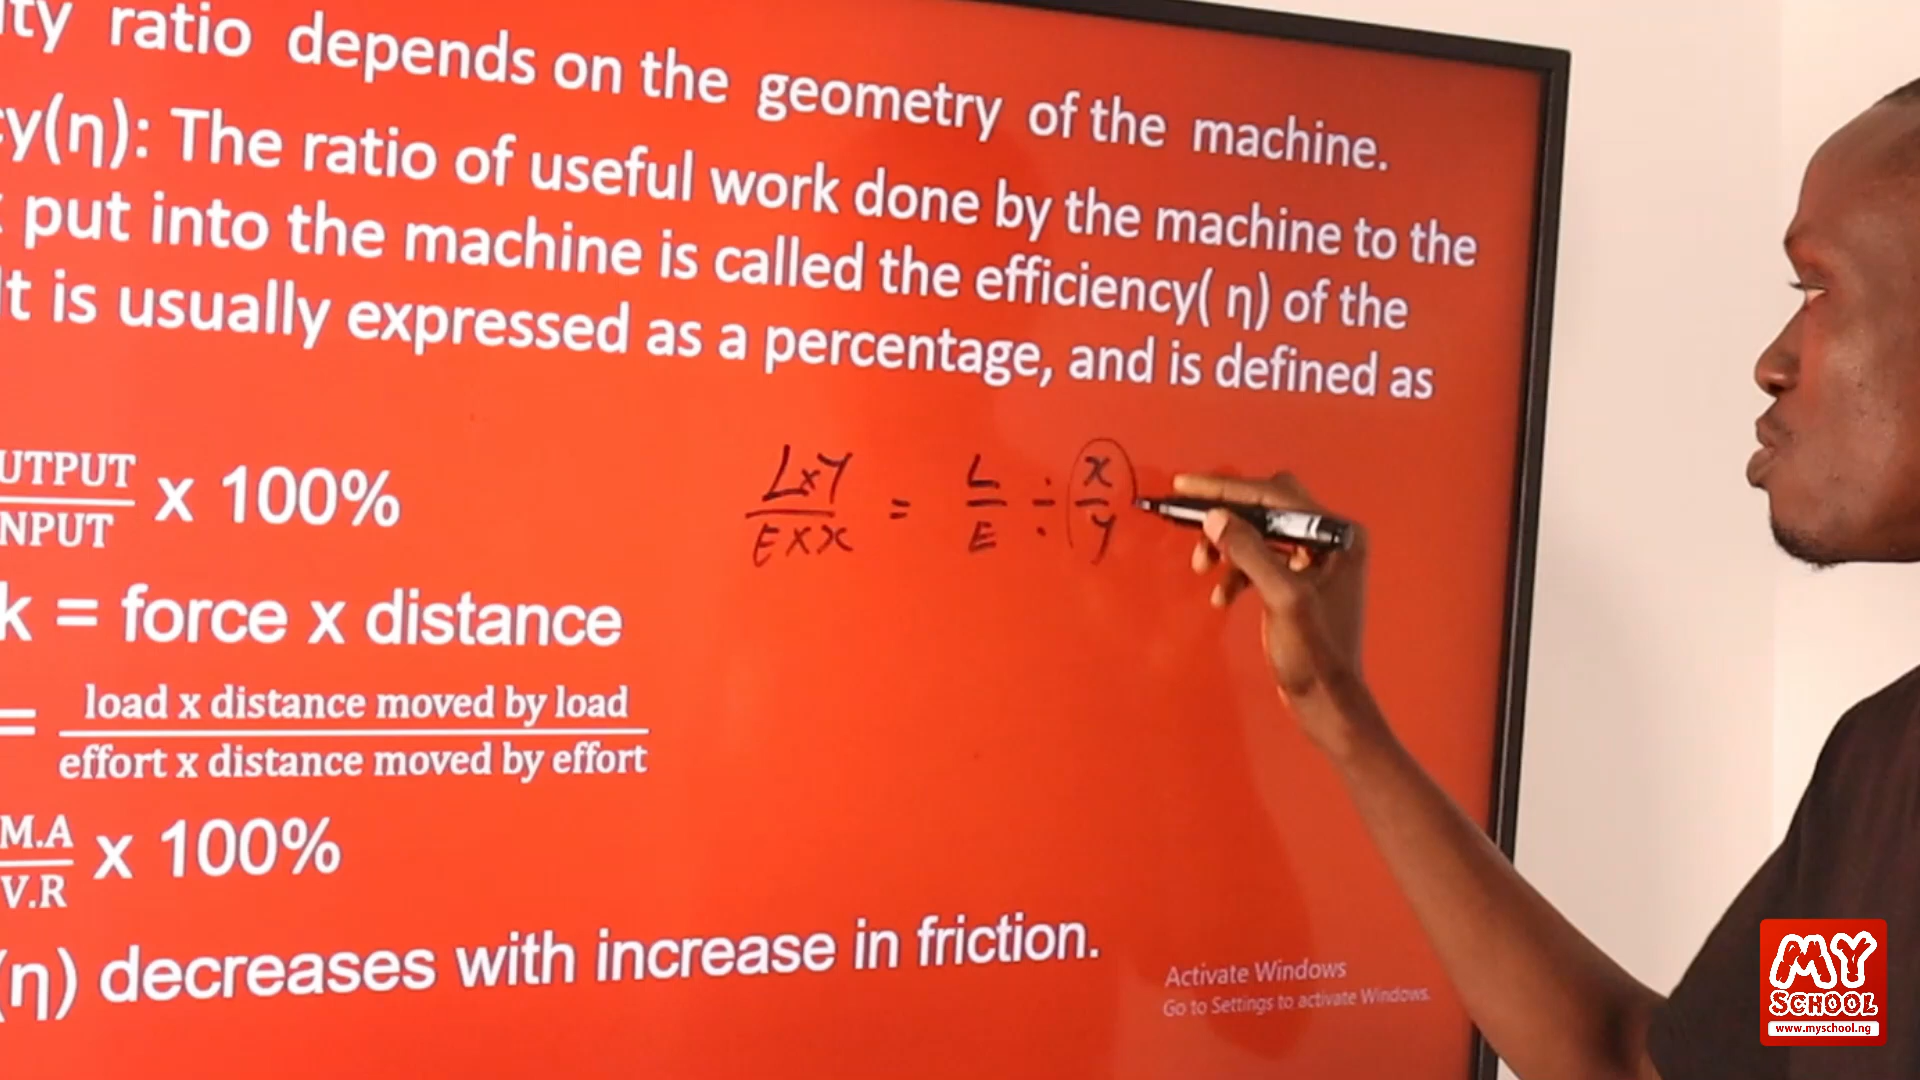 ity ratio depends on the geometry of the machine.
cy(η): The ratio of useful work done by the machine to the
put into the machine is called the efficiency( η) of the
It is usually expressed as a percentage, and is defined as
UTPUT
NPUT
x 100%
LxY
Exx
=
L
E
÷
x
y
k = force x distance
=
load x distance moved by load
effort x distance moved by effort
M.A
V.R
x 100%
(η) decreases with increase in friction.
Activate Windows
Go to Settings to activate Windows.
MY
SCHOOL
www.myschool.ng